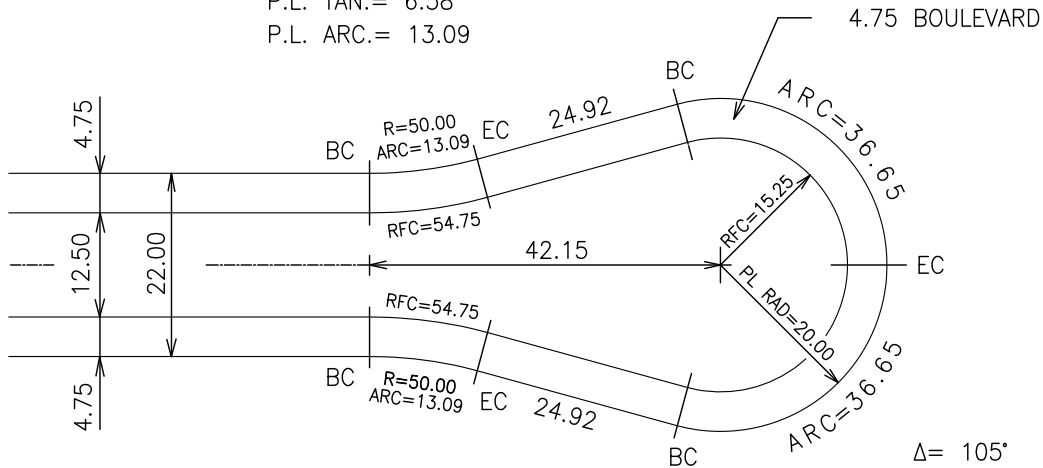 P.L. TAN.= 6.58
P.L. ARC.= 13.09
4.75 BOULEVARD
BC
ARC=36.65
4.75
R=50.00
ARC=13.09
EC
24.92
BC
RFC=54.75
RFC=15.25
12.50
22.00
42.15
EC
PL RAD=20.00
RFC=54.75
4.75
BC
R=50.00
ARC=13.09
EC
24.92
BC
ARC=36.65
Δ= 105°